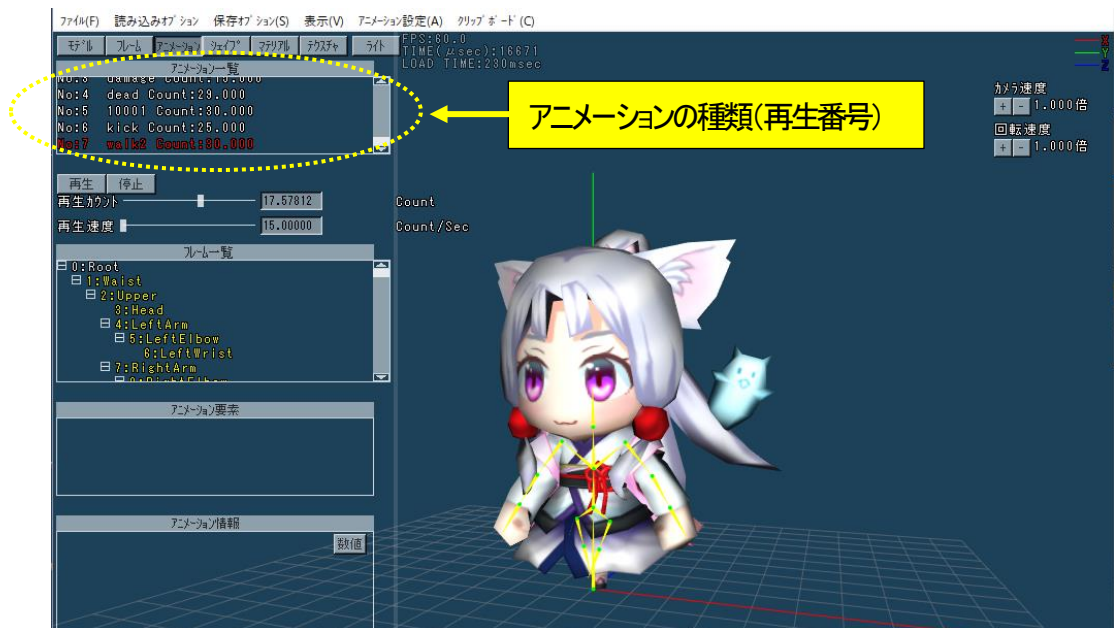 ファイル(F) 読み込みオプション 保存オプション(S) 表示(V) アニメーション設定(A) クリップボード(C)
モデル フレーム アニメーション シェイプ マテリアル テクスチャ ライト
FPS:60.0
TIME(μsec):16671
LOAD TIME:230msec
X
Y
Z
アニメーション一覧
No:3 damage Count:15.000
No:4 dead Count:29.000
No:5 10001 Count:30.000
No:6 kick Count:25.000
No:7 walk2 Count:30.000
アニメーションの種類(再生番号)
カメラ速度
+ - 1.000倍
回転速度
+ - 1.000倍
再生 停止
再生カウント 17.57812 Count
再生速度 15.00000 Count/Sec
フレーム一覧
0:Root
1:Waist
2:Upper
3:Head
4:LeftArm
5:LeftElbow
6:LeftWrist
7:RightArm
8:RightElbow
アニメーション要素
アニメーション情報
数値